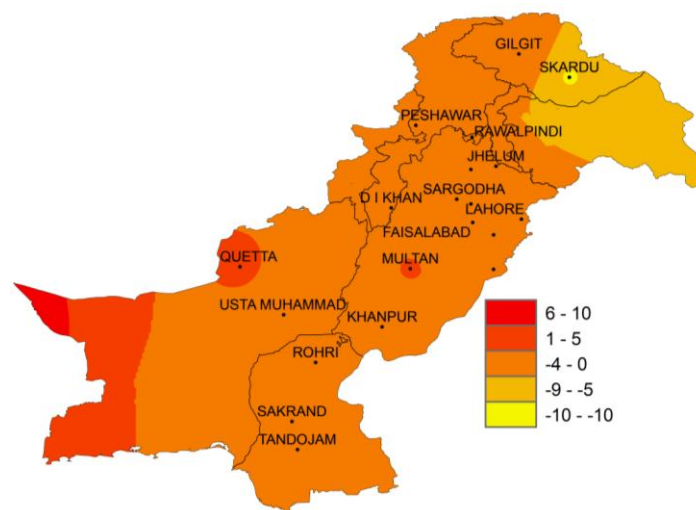 GILGIT
SKARDU
PESHAWAR
RAWALPINDI
JHELUM
SARGODHA
D I KHAN
LAHORE
FAISALABAD
QUETTA
MULTAN
USTA MUHAMMAD
KHANPUR
ROHRI
SAKRAND
TANDOJAM
6 - 10
1 - 5
-4 - 0
-9 - -5
-10 - -10